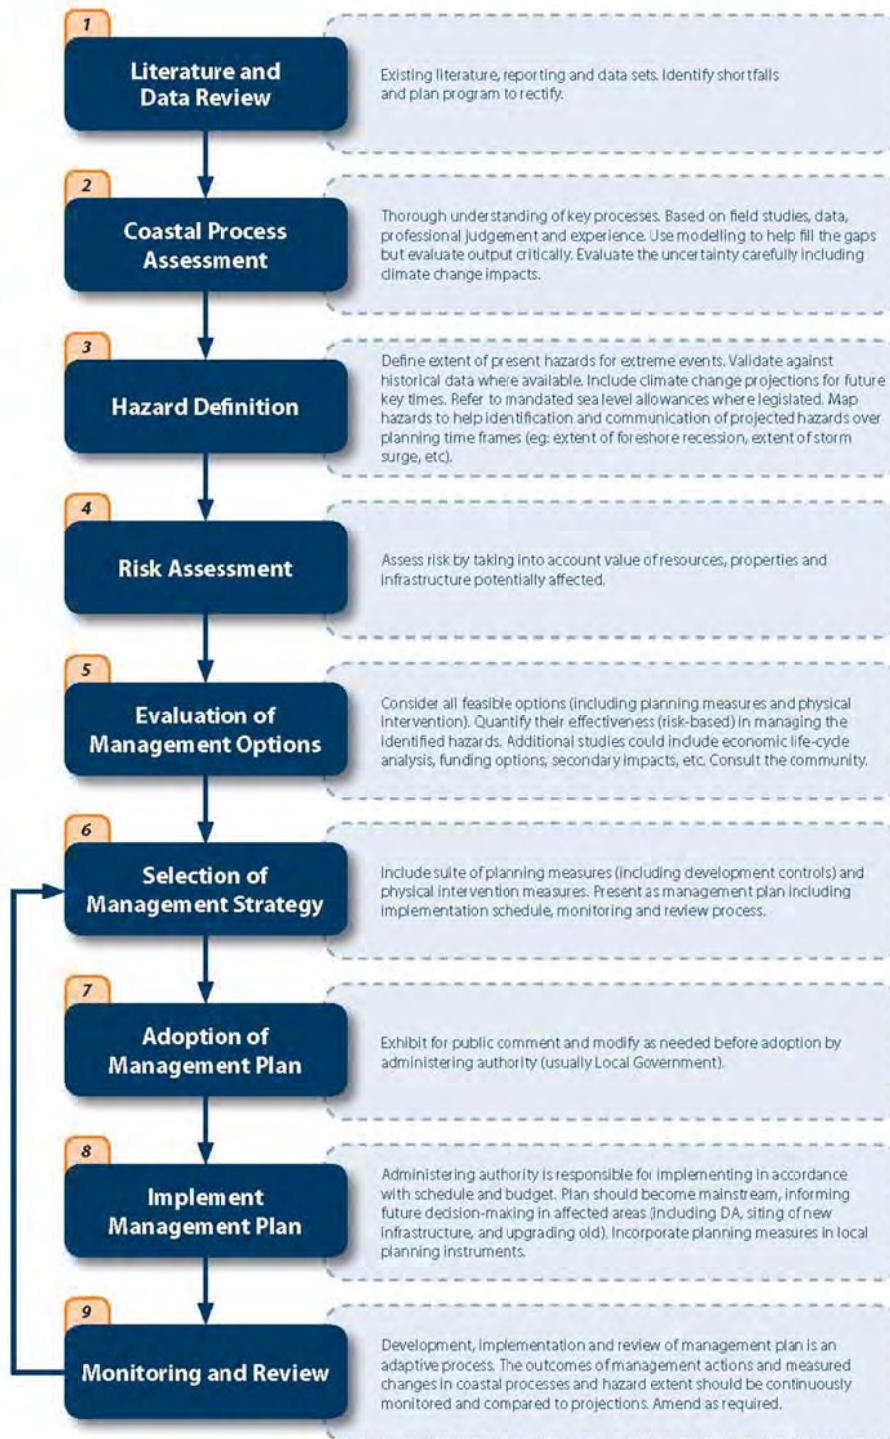 1
Literature and
Data Review
Existing literature, reporting and data sets. Identify shortfalls
and plan program to rectify.
2
Coastal Process
Assessment
Thorough understanding of key processes. Based on field studies, data,
professional judgement and experience. Use modelling to help fill the gaps
but evaluate output critically. Evaluate the uncertainty carefully including
climate change impacts.
3
Hazard Definition
Define extent of present hazards for extreme events. Validate against
historical data where available. Include climate change projections for future
key times. Refer to mandated sea level allowances where legislated. Map
hazards to help identification and communication of projected hazards over
planning time frames (eg: extent of foreshore recession, extent of storm
surge, etc).
4
Risk Assessment
Assess risk by taking into account value of resources, properties and
infrastructure potentially affected.
5
Evaluation of
Management Options
Consider all feasible options (including planning measures and physical
intervention). Quantify their effectiveness (risk-based) in managing the
identified hazards. Additional studies could include economic life-cycle
analysis, funding options, secondary impacts, etc. Consult the community.
6
Selection of
Management Strategy
Include suite of planning measures (including development controls) and
physical intervention measures. Present as management plan including
implementation schedule, monitoring and review process.
7
Adoption of
Management Plan
Exhibit for public comment and modify as needed before adoption by
administering authority (usually Local Government).
8
Implement
Management Plan
Administering authority is responsible for implementing in accordance
with schedule and budget. Plan should become mainstream, informing
future decision-making in affected areas (including DA, siting of new
infrastructure, and upgrading old). Incorporate planning measures in local
planning instruments.
9
Monitoring and Review
Development, implementation and review of management plan is an
adaptive process. The outcomes of management actions and measured
changes in coastal processes and hazard extent should be continuously
monitored and compared to projections. Amend as required.